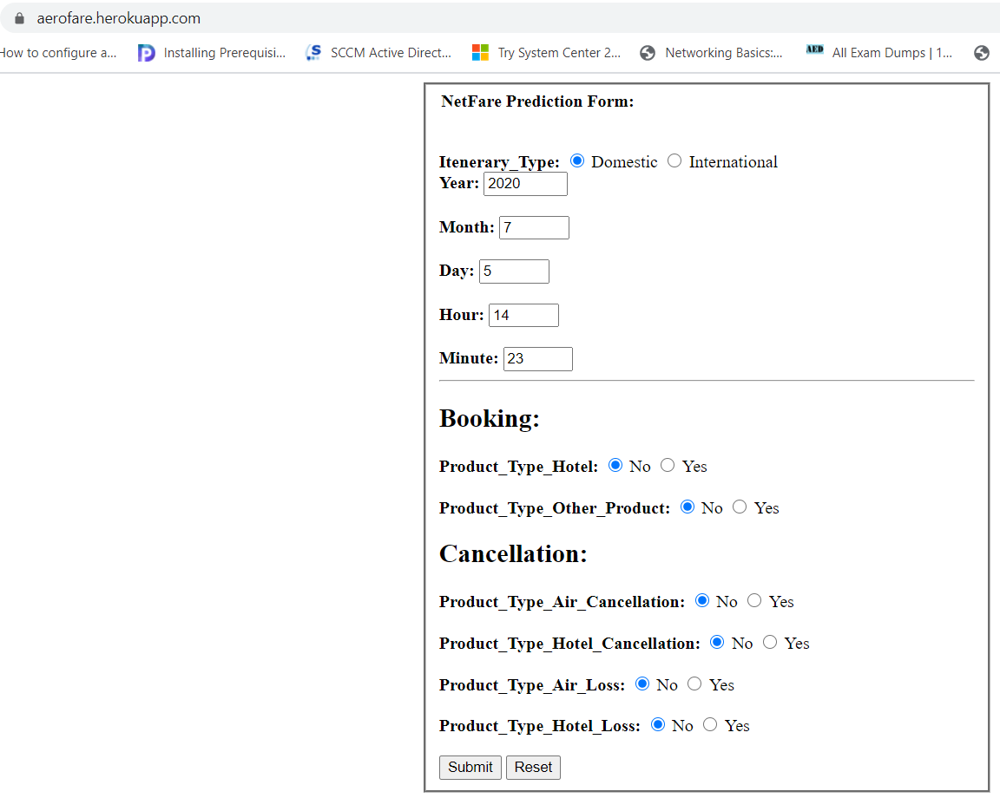 aerofare.herokuapp.com
How to configure a... Installing Prerequisi... SCCM Active Direct... Try System Center 2... Networking Basics:... AED All Exam Dumps | 1...
NetFare Prediction Form:
Itenerary_Type: Domestic International
Year: 2020
Month: 7
Day: 5
Hour: 14
Minute: 23
Booking:
Product_Type_Hotel: No Yes
Product_Type_Other_Product: No Yes
Cancellation:
Product_Type_Air_Cancellation: No Yes
Product_Type_Hotel_Cancellation: No Yes
Product_Type_Air_Loss: No Yes
Product_Type_Hotel_Loss: No Yes
Submit Reset